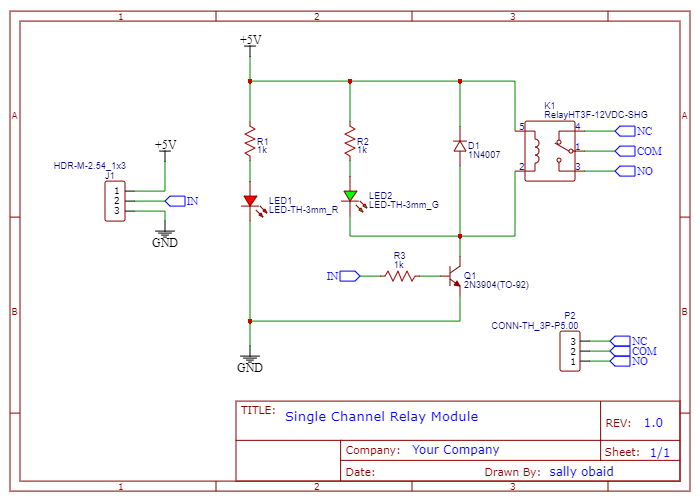 1 2 3
+5V
A A
K1
RelayHT3F-12VDC-SHG
5 4 NC
R1
1k
R2
1k
D1
1N4007
+5V
1 COM
HDR-M-2.54_1x3
J1
2 3 NO
1
2 IN
3
LED1
LED-TH-3mm_R
LED2
LED-TH-3mm_G
GND
R3
1k
IN
Q1
2N3904(TO-92)
B B
P2
CONN-TH_3P-P5.00
3 NC
2 COM
1 NO
GND
TITLE: Single Channel Relay Module
REV: 1.0
Company: Your Company
Sheet: 1/1
Date: Drawn By: sally obaid
1 2 3